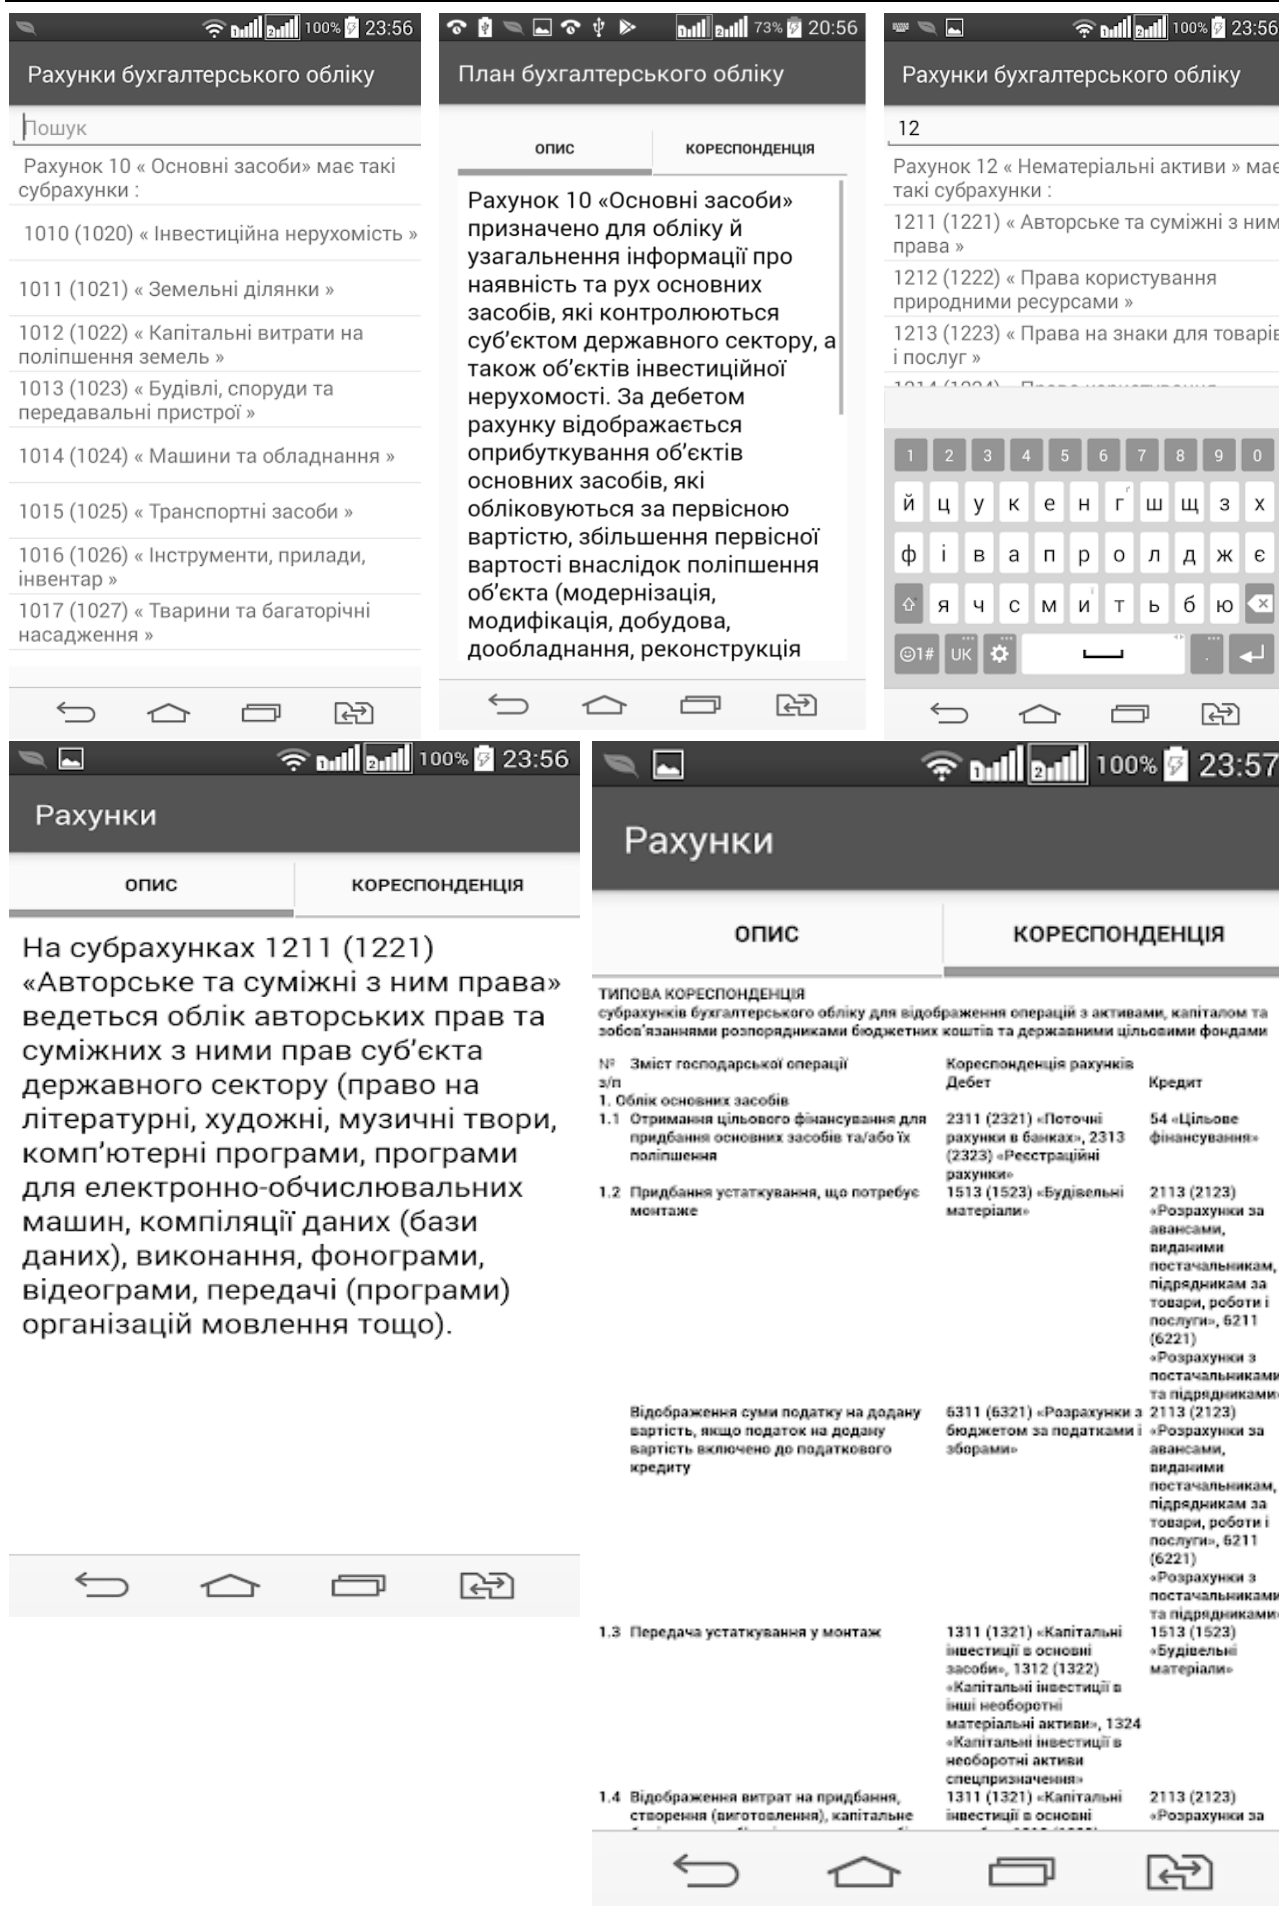 100% 23:56
Рахунки бухгалтерського обліку
Пошук
Рахунок 10 « Основні засоби» має такі
субрахунки :
1010 (1020) « Інвестиційна нерухомість »
1011 (1021) « Земельні ділянки »
1012 (1022) « Капітальні витрати на
поліпшення земель »
1013 (1023) « Будівлі, споруди та
передавальні пристрої »
1014 (1024) « Машини та обладнання »
1015 (1025) « Транспортні засоби »
1016 (1026) « Інструменти, прилади,
інвентар »
1017 (1027) « Тварини та багаторічні
насадження »
73% 20:56
План бухгалтерського обліку
ОПИС КОРЕСПОНДЕНЦІЯ
Рахунок 10 «Основні засоби»
призначено для обліку й
узагальнення інформації про
наявність та рух основних
засобів, які контролюються
суб’єктом державного сектору, а
також об’єктів інвестиційної
нерухомості. За дебетом
рахунку відображається
оприбуткування об’єктів
основних засобів, які
обліковуються за первісною
вартістю, збільшення первісної
вартості внаслідок поліпшення
об’єкта (модернізація,
модифікація, добудова,
дообладнання, реконструкція
100% 23:56
Рахунки бухгалтерського обліку
12
Рахунок 12 « Нематеріальні активи » має
такі субрахунки :
1211 (1221) « Авторське та суміжні з ним
права »
1212 (1222) « Права користування
природними ресурсами »
1213 (1223) « Права на знаки для товарів
і послуг »
1214 (1224) « Права користування
1 2 3 4 5 6 7 8 9 0
й ц у к е н г ш щ з х
ф і в а п р о л д ж є
я ч с м и т ь б ю
1# UK .
100% 23:56
Рахунки
ОПИС КОРЕСПОНДЕНЦІЯ
На субрахунках 1211 (1221)
«Авторське та суміжні з ним права»
ведеться облік авторських прав та
суміжних з ними прав суб’єкта
державного сектору (право на
літературні, художні, музичні твори,
комп’ютерні програми, програми
для електронно-обчислювальних
машин, компіляції даних (бази
даних), виконання, фонограми,
відеограми, передачі (програми)
організацій мовлення тощо).
100% 23:57
Рахунки
ОПИС КОРЕСПОНДЕНЦІЯ
ТИПОВА КОРЕСПОНДЕНЦІЯ
субрахунків бухгалтерського обліку для відображення операцій з активами, капіталом та
зобов’язаннями розпорядниками бюджетних коштів та державними цільовими фондами
№ Зміст господарської операції Кореспонденція рахунків
з/п Дебет Кредит
1. Облік основних засобів
1.1 Отримання цільового фінансування для 2311 (2321) «Поточні 54 «Цільове
придбання основних засобів та/або їх рахунки в банках», 2313 фінансування»
поліпшення (2323) «Реєстраційні
рахунки»
1.2 Придбання устаткування, що потребує 1513 (1523) «Будівельні 2113 (2123)
монтаже матеріали» «Розрахунки за
авансами,
виданими
постачальникам,
підрядникам за
товари, роботи і
послуги», 6211
(6221)
«Розрахунки з
постачальниками
та підрядниками»
Відображення суми податку на додану 6311 (6321) «Розрахунки з 2113 (2123)
вартість, якщо податок на додану бюджетом за податками і «Розрахунки за
вартість включено до податкового зборами» авансами,
кредиту виданими
постачальникам,
підрядникам за
товари, роботи і
послуги», 6211
(6221)
«Розрахунки з
постачальниками
та підрядниками»
1.3 Передача устаткування у монтаж 1311 (1321) «Капітальні 1513 (1523)
інвестиції в основні «Будівельні
засоби», 1312 (1322) матеріали»
«Капітальні інвестиції в
інші необоротні
матеріальні активи», 1324
«Капітальні інвестиції в
необоротні активи
спецпризначення»
1.4 Відображення витрат на придбання, 1311 (1321) «Капітальні 2113 (2123)
створення (виготовлення), капітальне інвестиції в основні «Розрахунки за